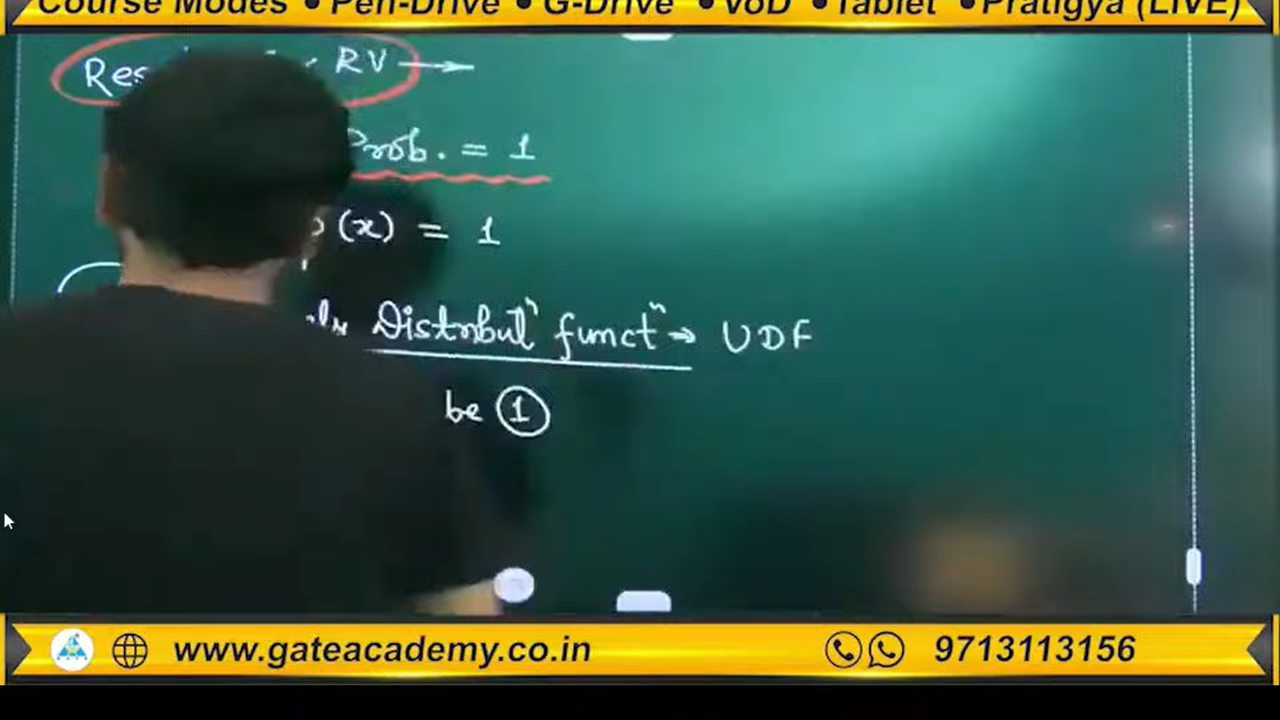 Course Modes • Pen-Drive • G-Drive • VoD • Tablet • Pratigya (LIVE)
RV →
Prob. = 1
(x) = 1
Distribut^n funct^n → UDF
be 1
www.gateacademy.co.in
9713113156